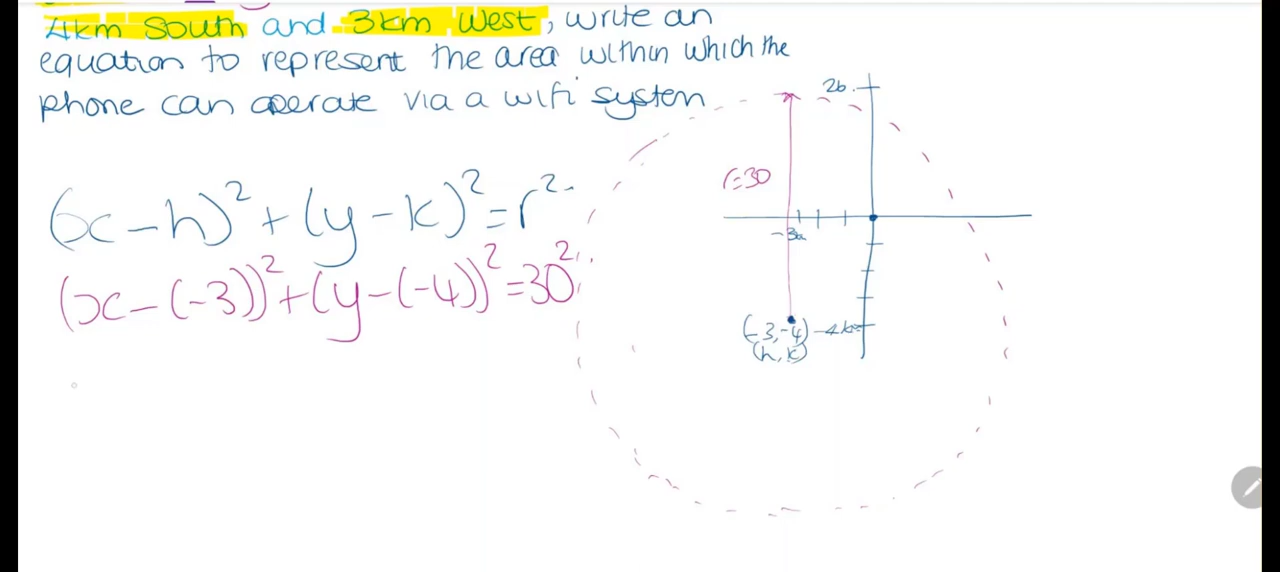 4km South and 3km West, write an
equation to represent the area within which the
phone can operate via a wifi system
26
r=30
(x-h)²+(y-k)²=r²
-3
(x-(-3))²+(y-(-4))²=30²
(-3,-4) -4
(h,k)